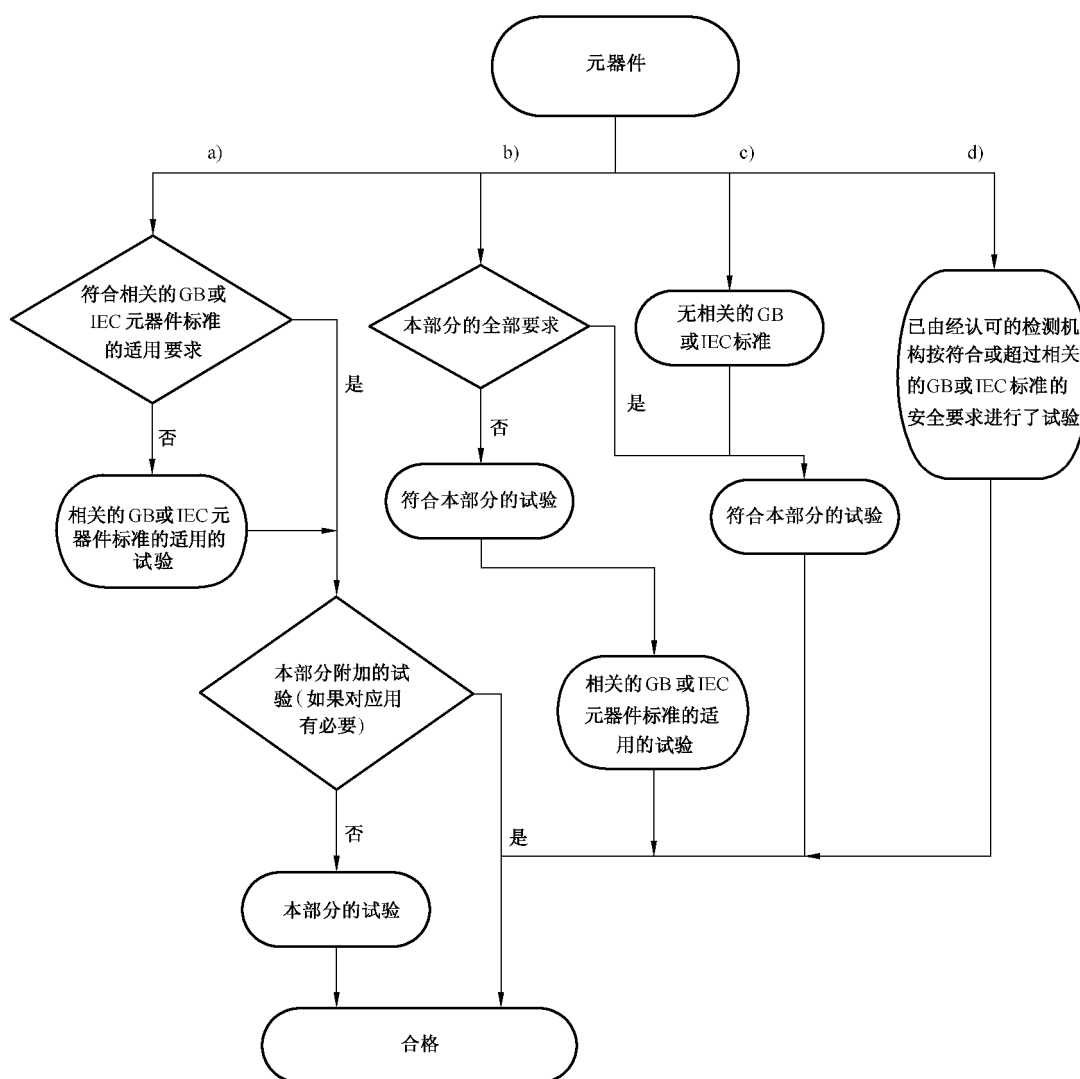 元器件
a)
b)
c)
d)
符合相关的GB或
IEC元器件标准
的适用要求
是
否
相关的GB或IEC元
器件标准的适用的
试验
本部分附加的试
验(如果对应用
有必要)
否
是
本部分的试验
本部分的全部要求
是
否
符合本部分的试验
相关的GB或IEC
元器件标准的适
用的试验
无相关的GB
或IEC标准
符合本部分的试验
已由经认可的检测机
构按符合或超过相关
的GB或IEC标准的
安全要求进行了试验
合格